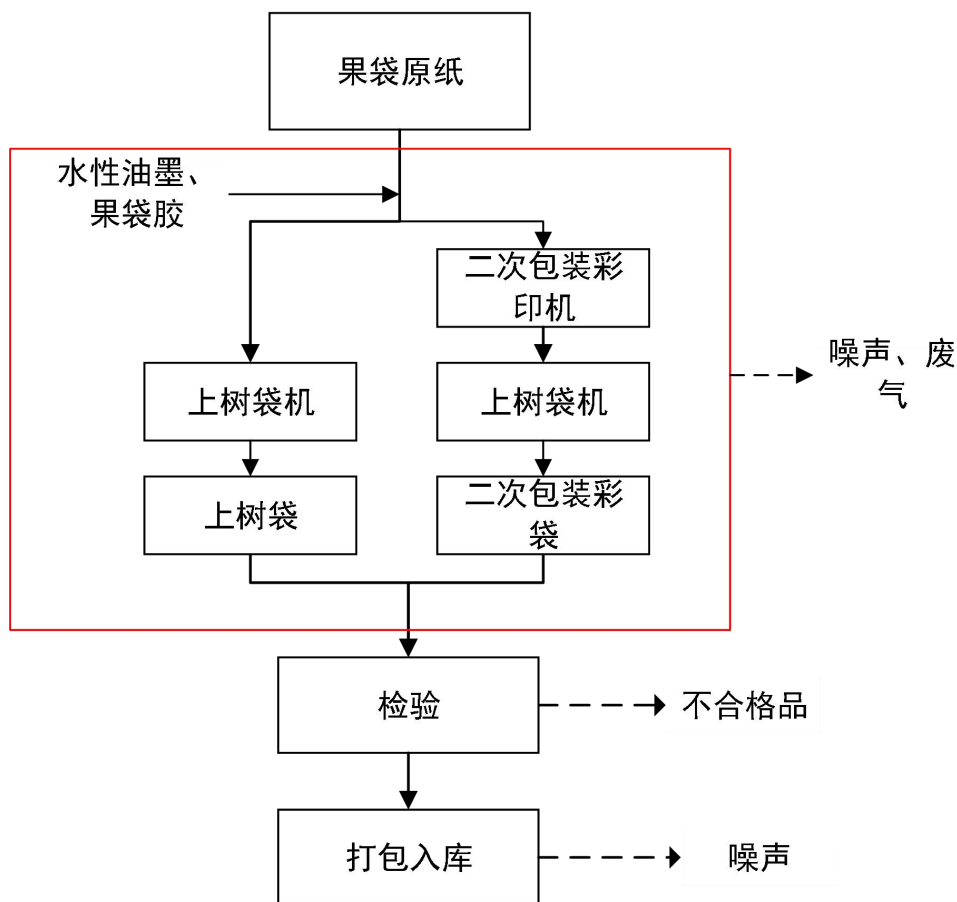 果袋原纸
水性油墨、
果袋胶
二次包装彩
印机
噪声、废
气
上树袋机
上树袋机
上树袋
二次包装彩
袋
检验
不合格品
打包入库
噪声